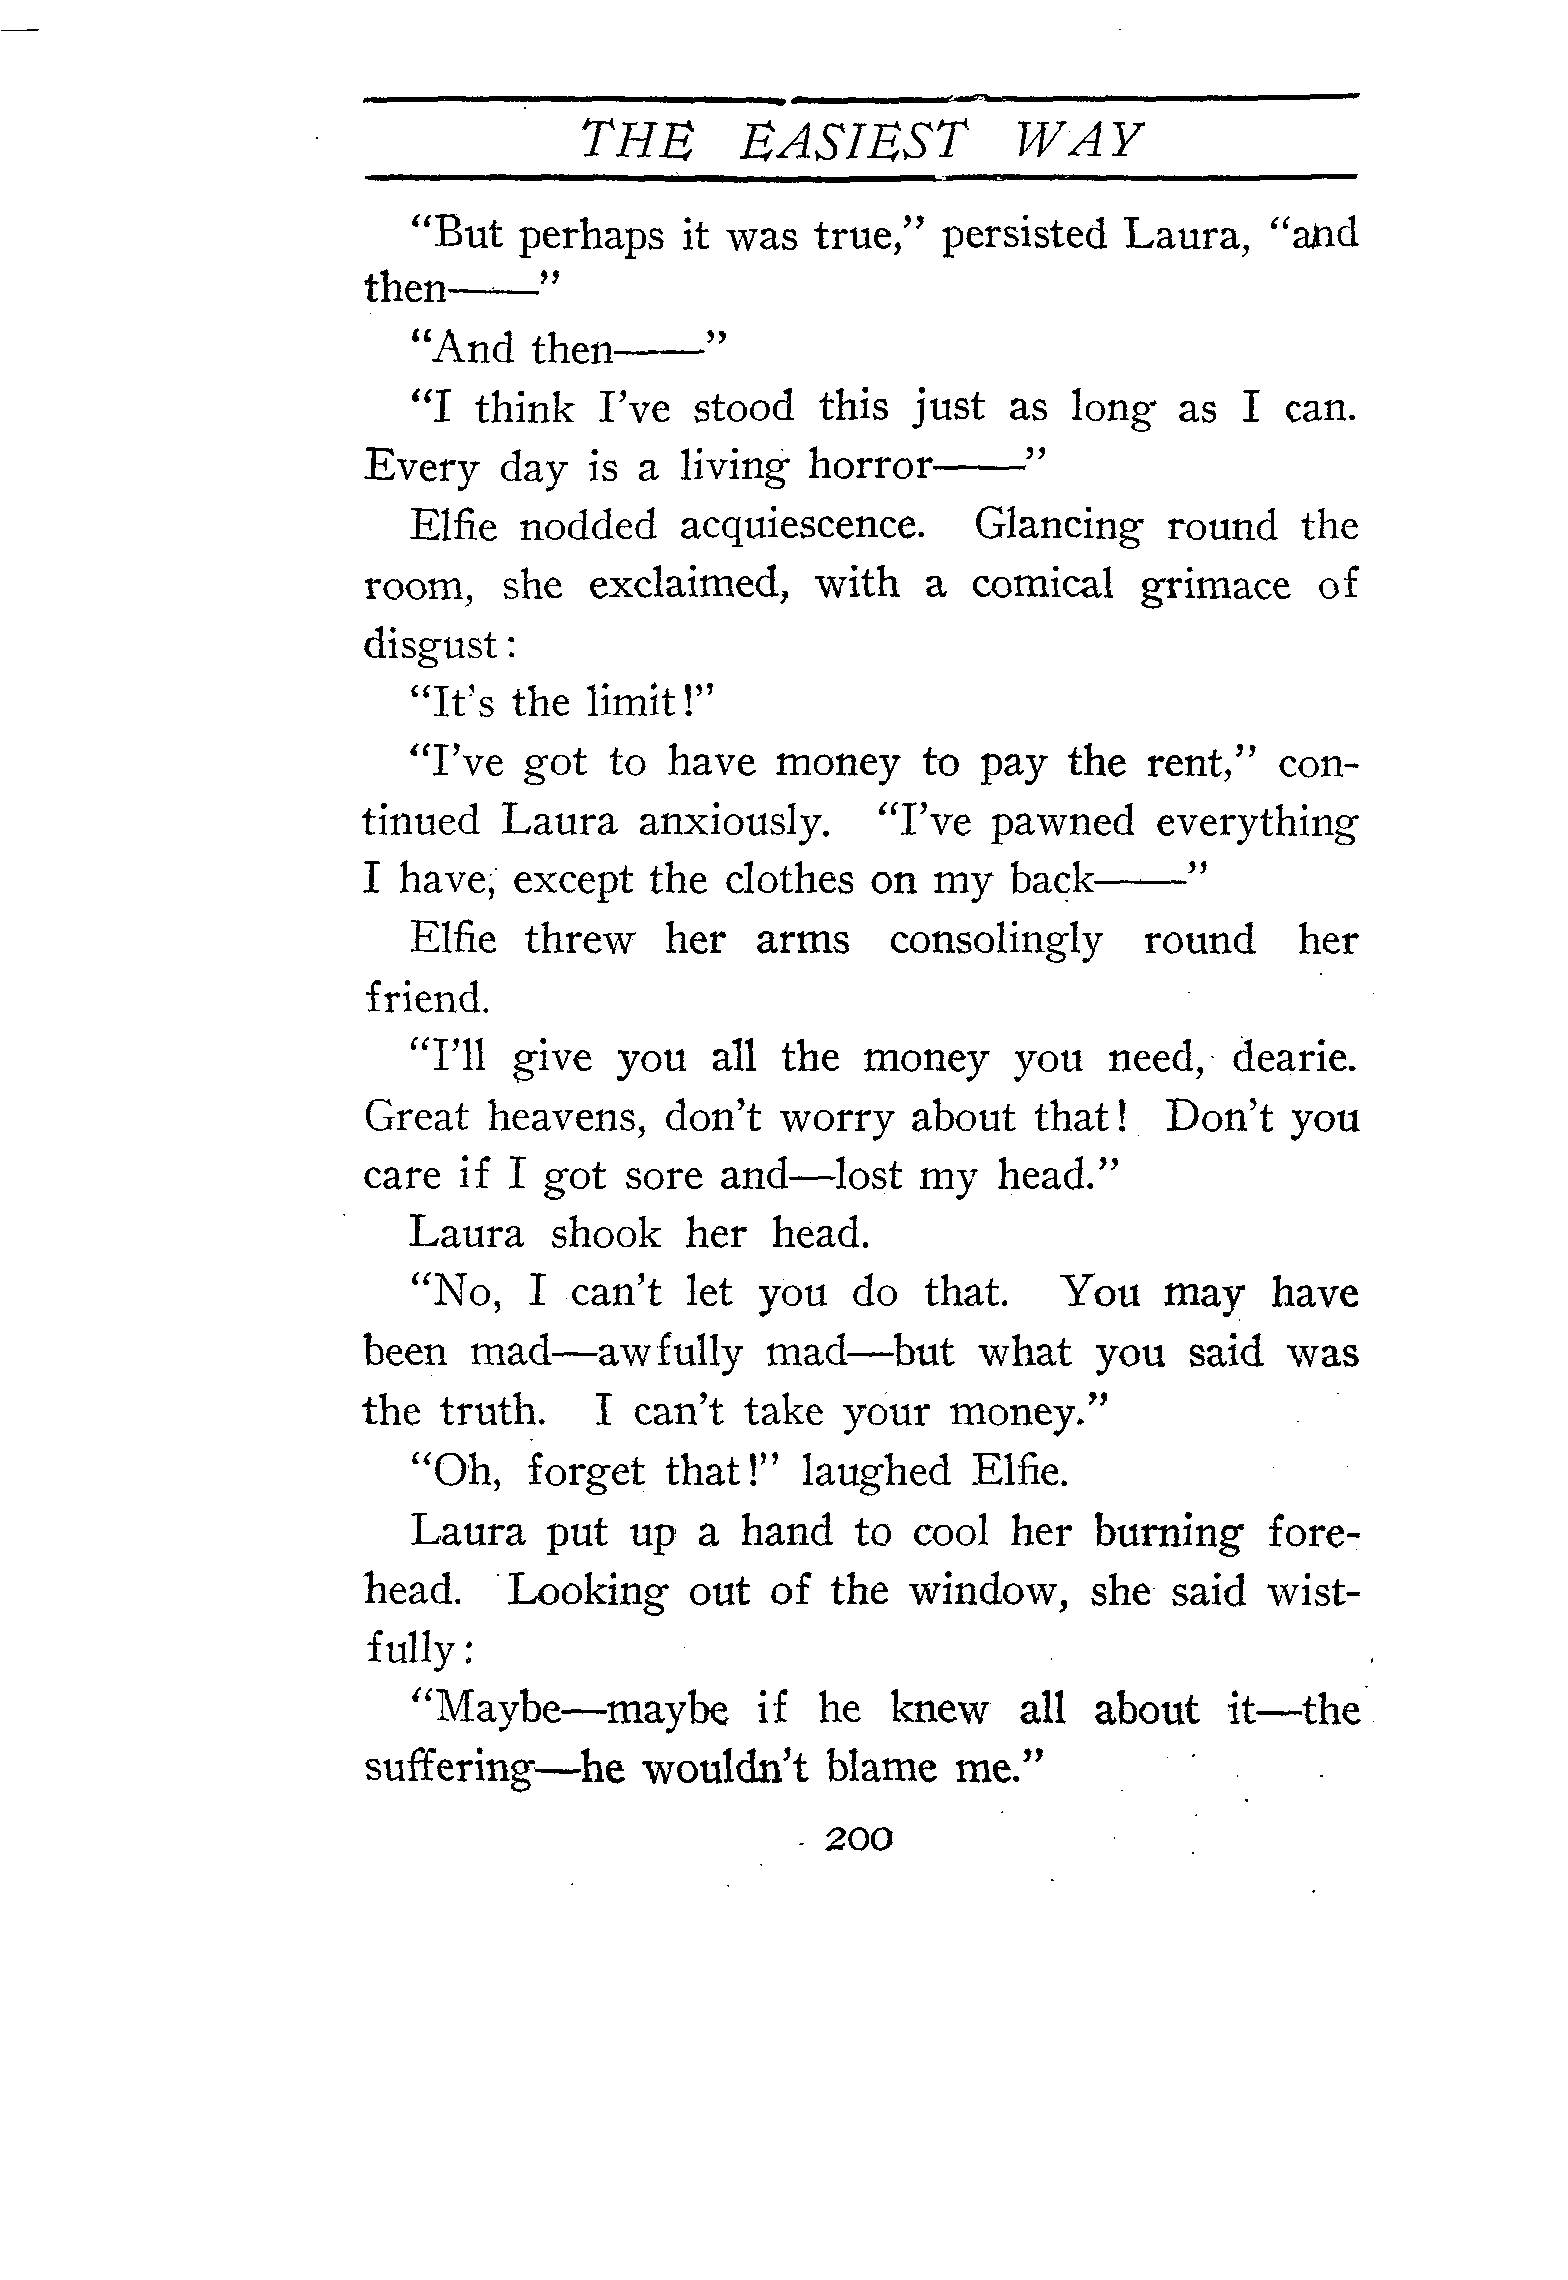 THE EASIEST WAY
“But perhaps it was true,” persisted Laura, “and
then——”
“And then——”
“I think I’ve stood this just as long as I can.
Every day is a living horror——”
Elfie nodded acquiescence. Glancing round the
room, she exclaimed, with a comical grimace of
disgust:
“It’s the limit!”
“I’ve got to have money to pay the rent,” con-
tinued Laura anxiously. “I’ve pawned everything
I have, except the clothes on my back——”
Elfie threw her arms consolingly round her
friend.
“I’ll give you all the money you need, dearie.
Great heavens, don’t worry about that! Don’t you
care if I got sore and—lost my head.”
Laura shook her head.
“No, I can’t let you do that. You may have
been mad—awfully mad—but what you said was
the truth. I can’t take your money.”
“Oh, forget that!” laughed Elfie.
Laura put up a hand to cool her burning fore-
head. Looking out of the window, she said wist-
fully:
“Maybe—maybe if he knew all about it—the
suffering—he wouldn’t blame me.”
200